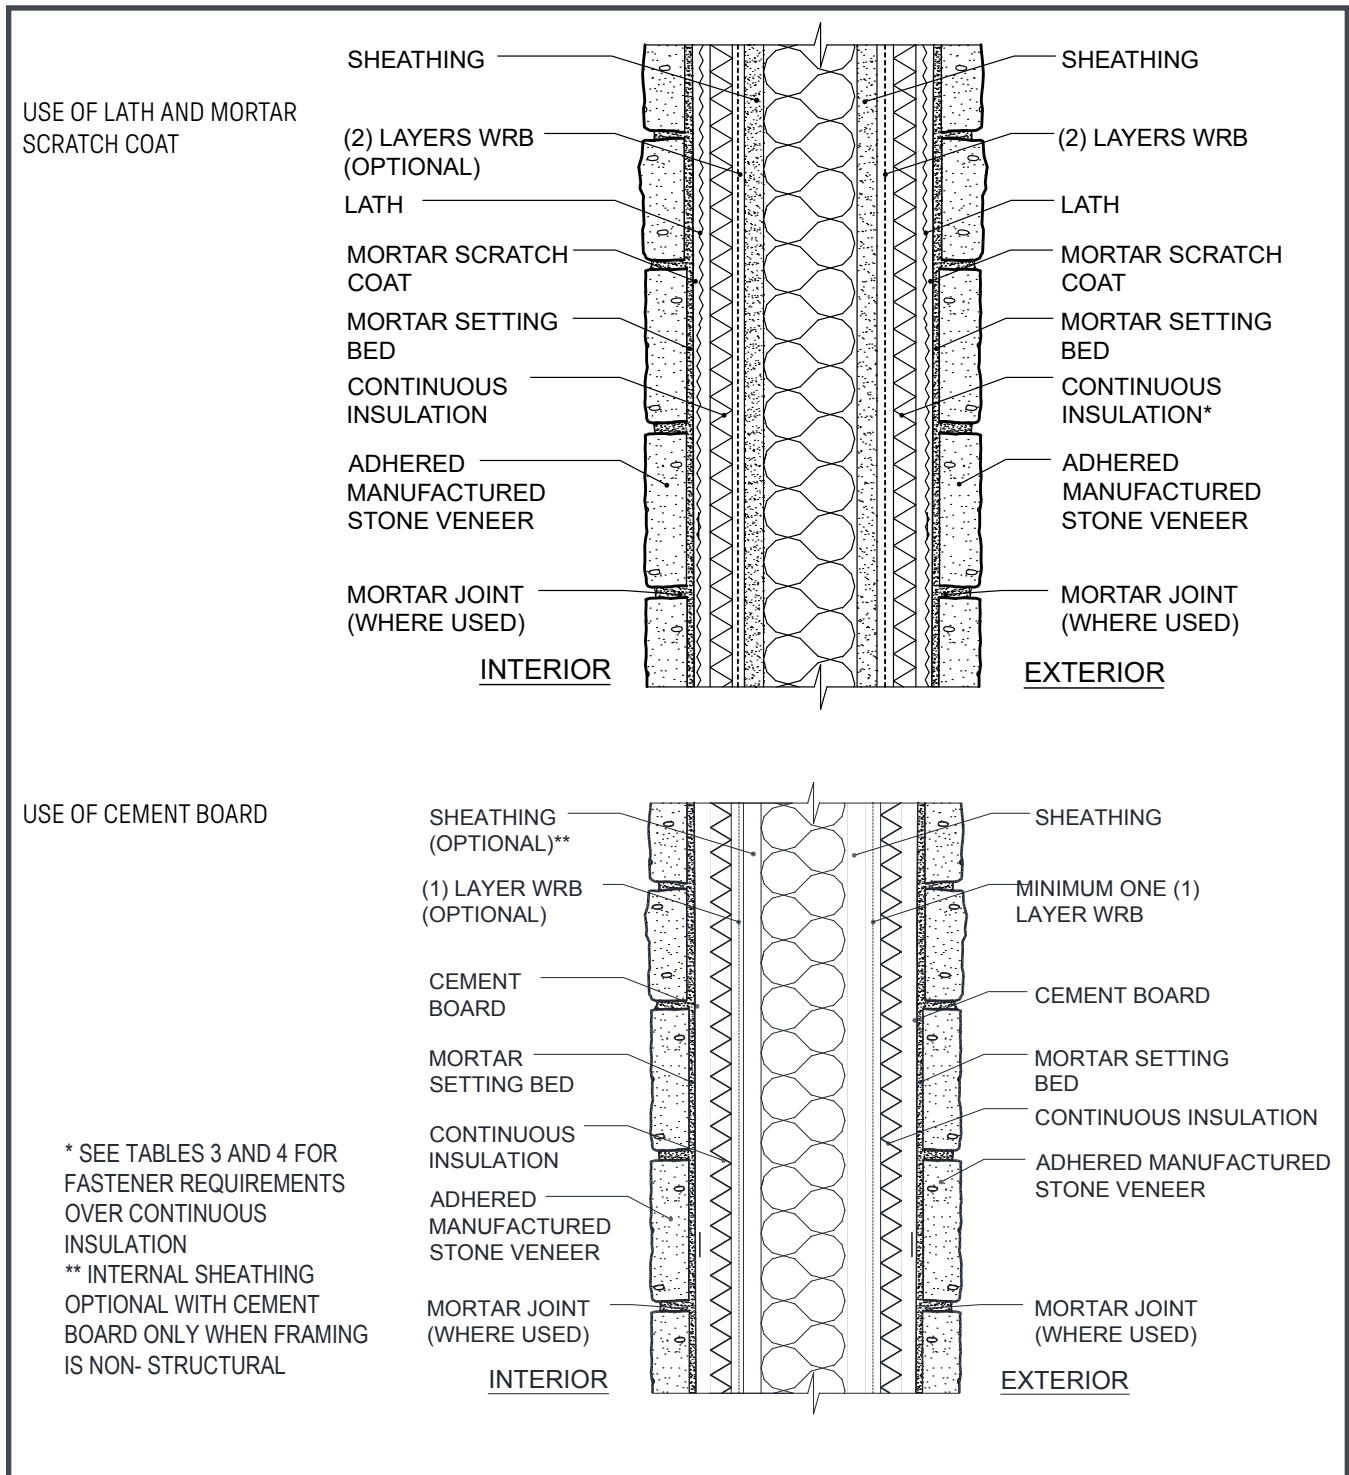 USE OF LATH AND MORTAR
SCRATCH COAT
SHEATHING
(2) LAYERS WRB
(OPTIONAL)
LATH
MORTAR SCRATCH
COAT
MORTAR SETTING
BED
CONTINUOUS
INSULATION
ADHERED
MANUFACTURED
STONE VENEER
MORTAR JOINT
(WHERE USED)
INTERIOR
SHEATHING
(2) LAYERS WRB
LATH
MORTAR SCRATCH
COAT
MORTAR SETTING
BED
CONTINUOUS
INSULATION*
ADHERED
MANUFACTURED
STONE VENEER
MORTAR JOINT
(WHERE USED)
EXTERIOR
USE OF CEMENT BOARD
SHEATHING
(OPTIONAL)**
(1) LAYER WRB
(OPTIONAL)
CEMENT
BOARD
MORTAR
SETTING BED
CONTINUOUS
INSULATION
ADHERED
MANUFACTURED
STONE VENEER
MORTAR JOINT
(WHERE USED)
INTERIOR
SHEATHING
MINIMUM ONE (1)
LAYER WRB
CEMENT BOARD
MORTAR SETTING
BED
CONTINUOUS INSULATION
ADHERED MANUFACTURED
STONE VENEER
MORTAR JOINT
(WHERE USED)
EXTERIOR
* SEE TABLES 3 AND 4 FOR
FASTENER REQUIREMENTS
OVER CONTINUOUS
INSULATION
** INTERNAL SHEATHING
OPTIONAL WITH CEMENT
BOARD ONLY WHEN FRAMING
IS NON- STRUCTURAL